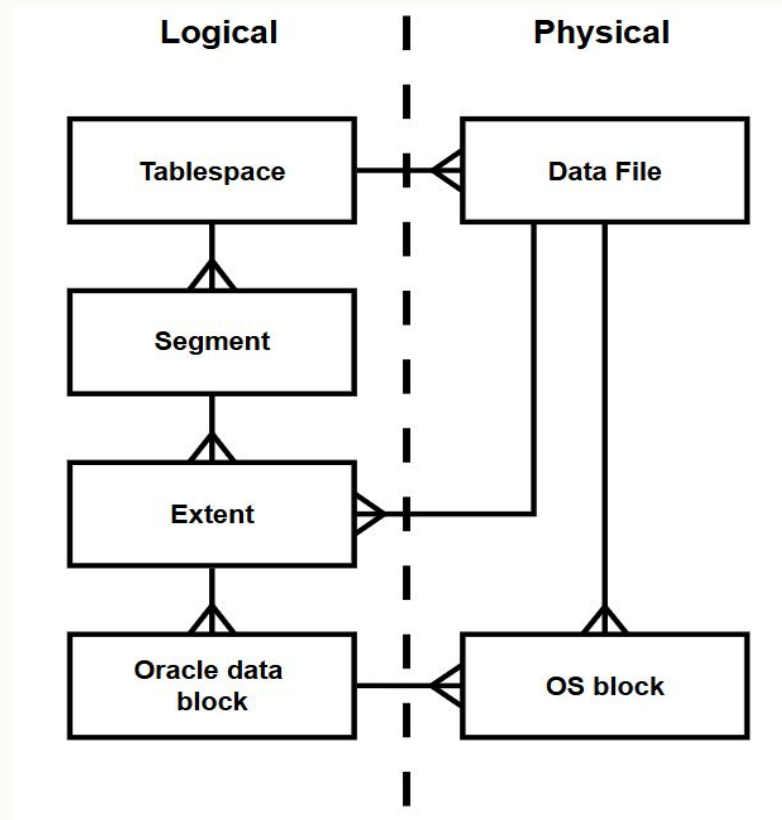 Logical
Physical
Tablespace
Data File
Segment
Extent
Oracle data
block
OS block